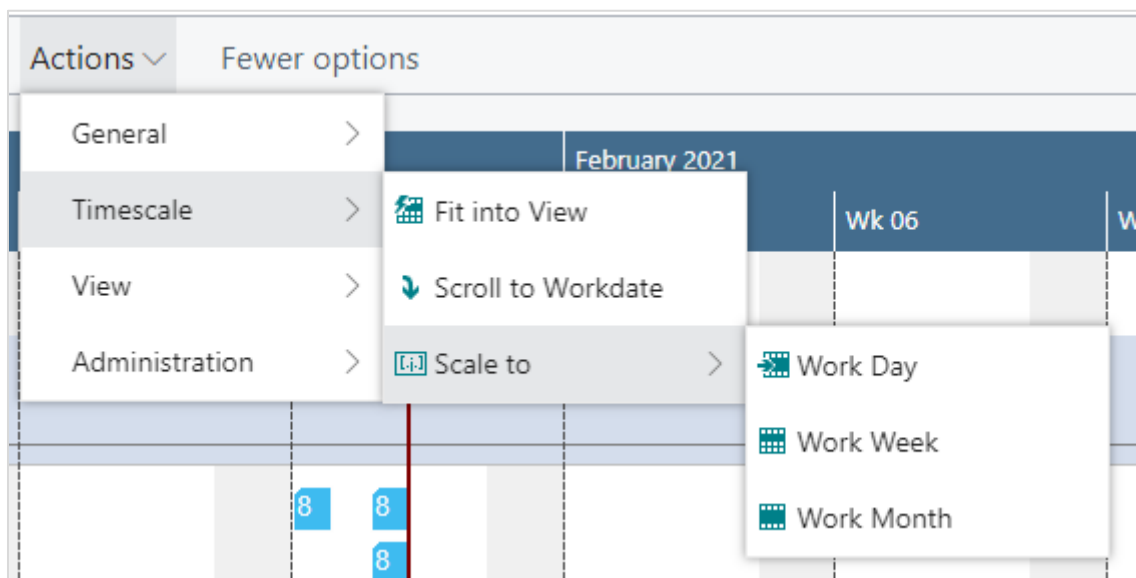 Actions Fewer options
General
February 2021
Timescale
Fit into View
Wk 06
W
View
Scroll to Workdate
Administration
Scale to
Work Day
Work Week
Work Month
8 8
8